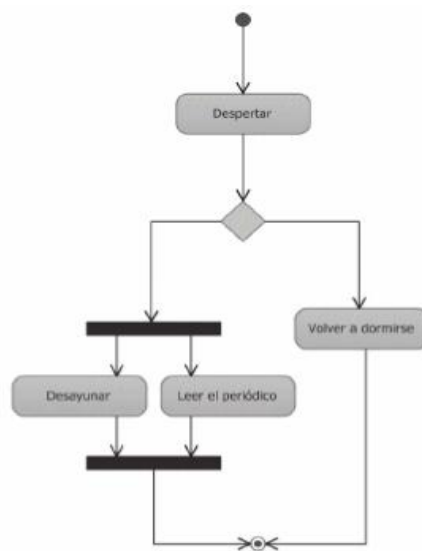 Despertar
Volver a dormirse
Desayunar
Leer el periódico